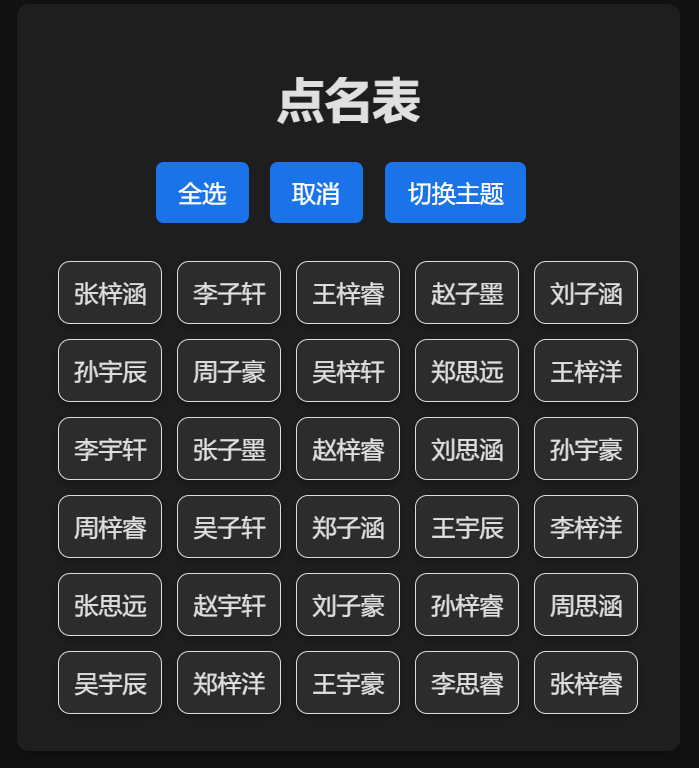 点名表
全选 取消 切换主题
张梓涵 李子轩 王梓睿 赵子墨 刘子涵
孙宇辰 周子豪 吴梓轩 郑思远 王梓洋
李宇轩 张子墨 赵梓睿 刘思涵 孙宇豪
周梓睿 吴子轩 郑子涵 王宇辰 李梓洋
张思远 赵宇轩 刘子豪 孙梓睿 周思涵
吴宇辰 郑梓洋 王宇豪 李思睿 张梓睿